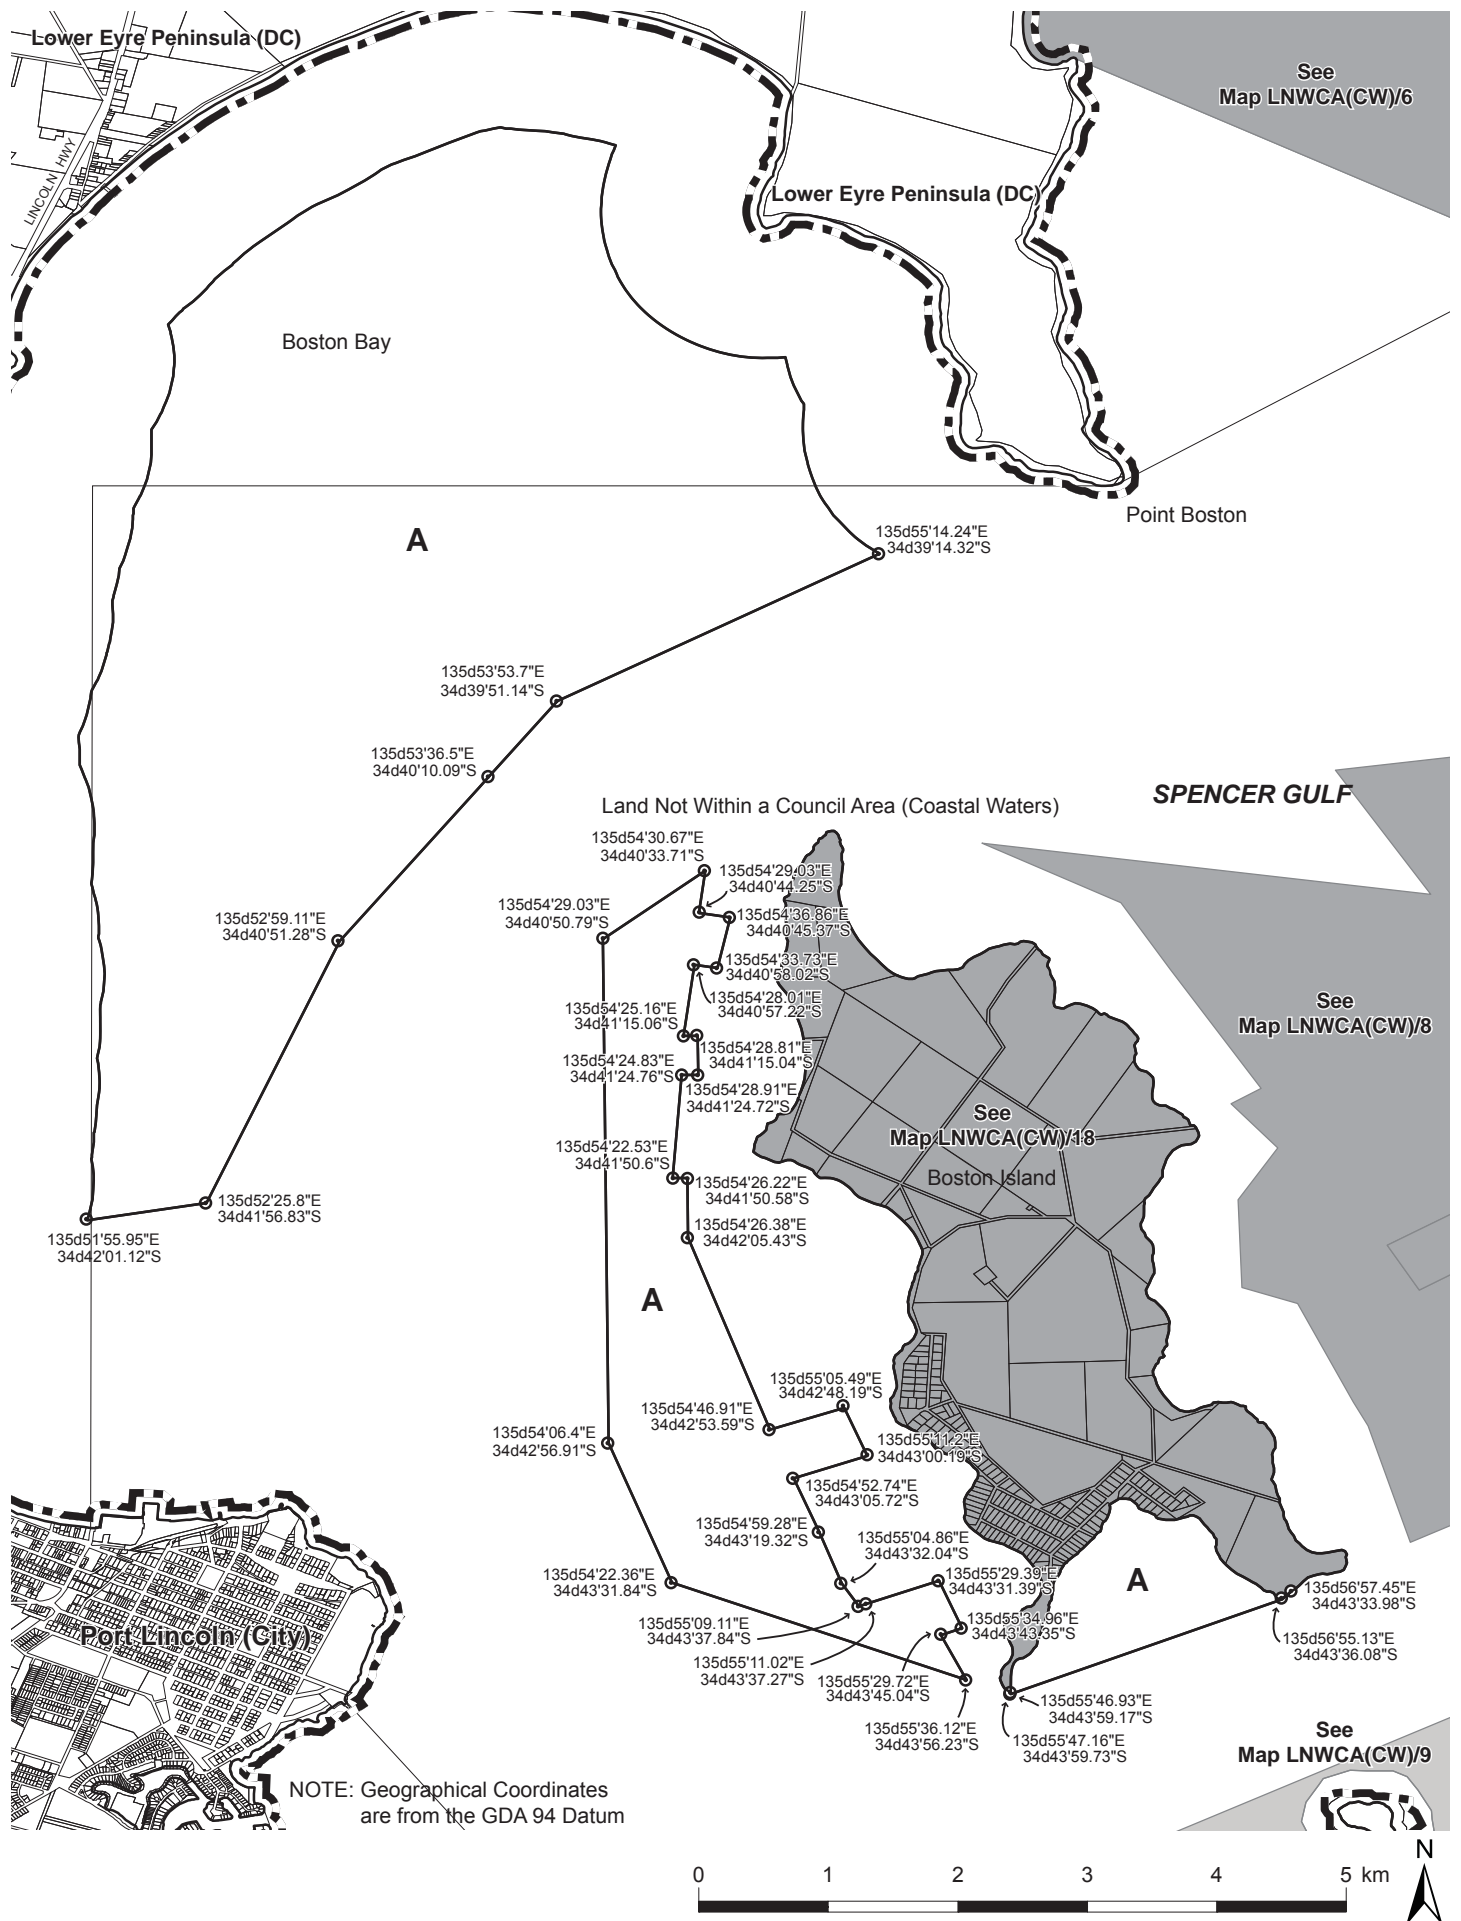 Lower Eyre Peninsula (DC)
See
Map LNWCA(CW)/6
LINCOLN HWY
Lower Eyre Peninsula (DC)
Boston Bay
Point Boston
A
135d55'14.24"E
34d39'14.32"S
135d53'53.7"E
34d39'51.14"S
135d53'36.5"E
34d40'10.09"S
SPENCER GULF
Land Not Within a Council Area (Coastal Waters)
135d54'30.67"E
34d40'33.71"S
135d54'29.03"E
34d40'44.25"S
135d52'59.11"E
34d40'51.28"S
135d54'29.03"E
34d40'50.79"S
135d54'36.86"E
34d40'45.37"S
135d54'33.73"E
34d40'58.02"S
135d54'28.01"E
34d40'57.22"S
See
Map LNWCA(CW)/8
135d54'25.16"E
34d41'15.06"S
135d54'28.81"E
34d41'15.04"S
135d54'24.83"E
34d41'24.76"S
135d54'28.91"E
34d41'24.72"S
See
Map LNWCA(CW)/18
Boston Island
135d54'22.53"E
34d41'50.6"S
135d54'26.22"E
34d41'50.58"S
135d52'25.8"E
34d41'56.83"S
135d51'55.95"E
34d42'01.12"S
135d54'26.38"E
34d42'05.43"S
A
135d55'05.49"E
34d42'48.19"S
135d54'46.91"E
34d42'53.59"S
135d54'06.4"E
34d42'56.91"S
135d55'11.2"E
34d43'00.19"S
135d54'52.74"E
34d43'05.72"S
135d54'59.28"E
34d43'19.32"S
135d55'04.86"E
34d43'32.04"S
135d54'22.36"E
34d43'31.84"S
135d55'29.39"E
34d43'31.39"S
A
135d56'57.45"E
34d43'33.98"S
135d55'09.11"E
34d43'37.84"S
135d55'34.96"E
34d43'43.35"S
135d56'55.13"E
34d43'36.08"S
Port Lincoln (City)
135d55'11.02"E
34d43'37.27"S
135d55'29.72"E
34d43'45.04"S
135d55'46.93"E
34d43'59.17"S
135d55'36.12"E
34d43'56.23"S
135d55'47.16"E
34d43'59.73"S
See
Map LNWCA(CW)/9
NOTE: Geographical Coordinates
are from the GDA 94 Datum
N
0 1 2 3 4 5 km